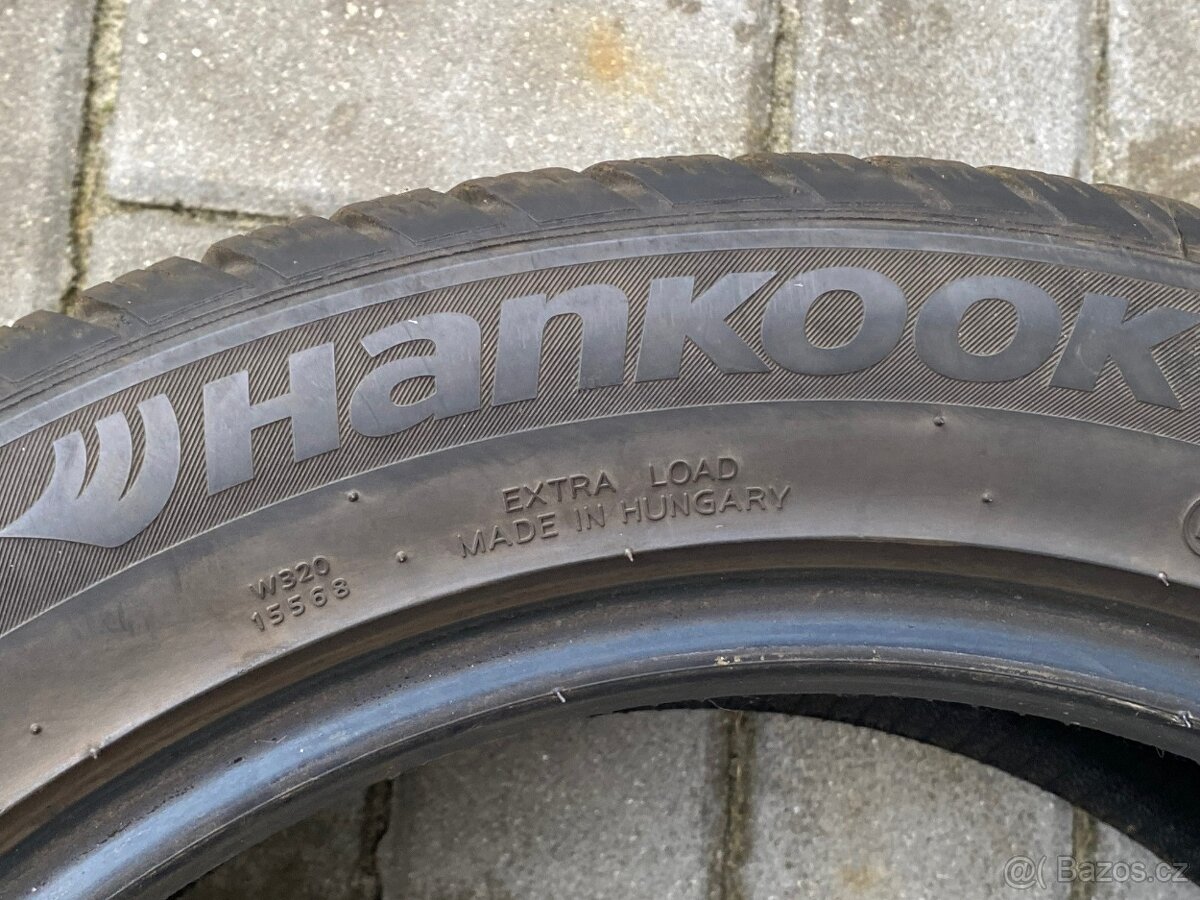 Hankook
EXTRA LOAD
MADE IN HUNGARY
W320
15568
@( Bazos.cz